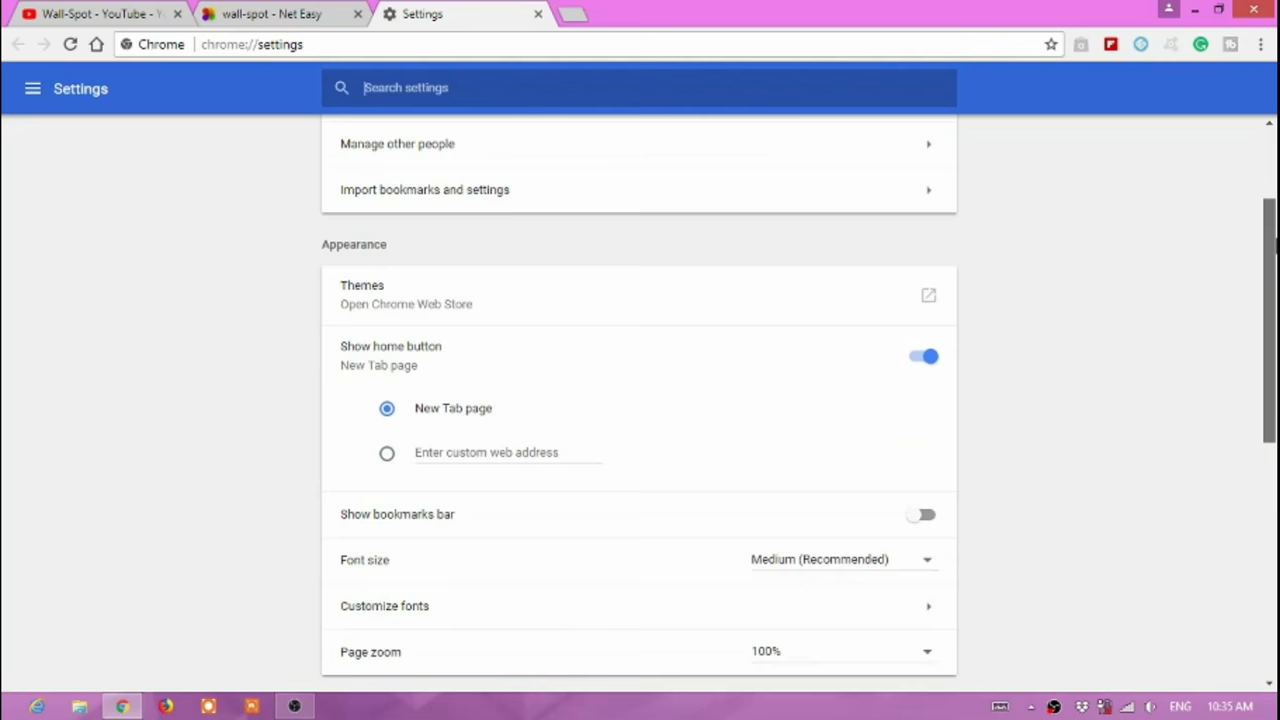 Wall-Spot - YouTube - Y
wall-spot - Net Easy
Settings
Chrome
chrome://settings
Settings
Search settings
Manage other people
Import bookmarks and settings
Appearance
Themes
Open Chrome Web Store
Show home button
New Tab page
New Tab page
Enter custom web address
Show bookmarks bar
Font size
Medium (Recommended)
Customize fonts
Page zoom
100%
ENG
10:35 AM